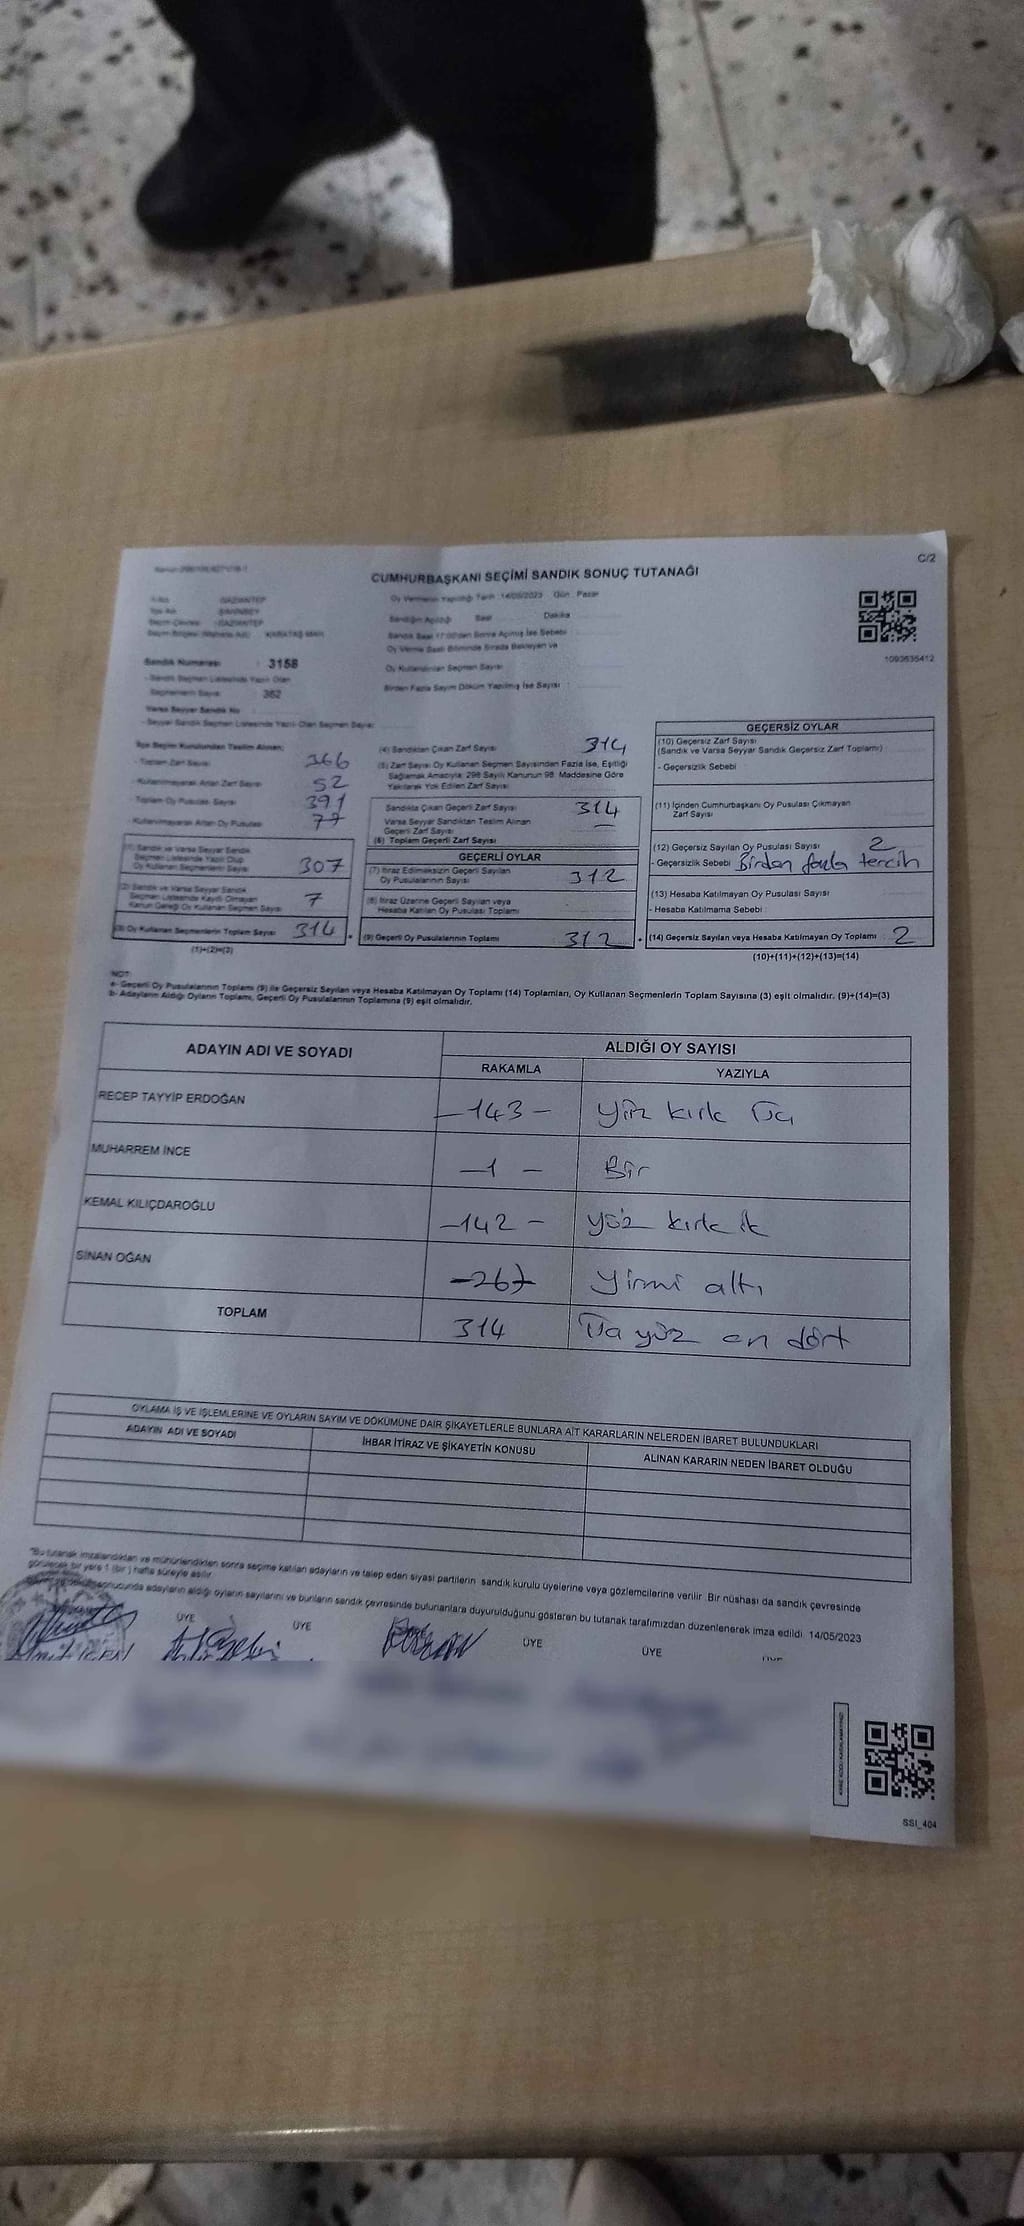 C/2
CUMHURBAŞKANI SEÇİMİ SANDIK SONUÇ TUTANAĞI
İlçe Adı : ŞAHİNBEY
Seçim Çevresi : GAZİANTEP
Oy Vermenin Yapıldığı Tarih : 14/05/2023 Gün : Pazar
Sandığın Açıldığı Saat Dakika
Sandık Saat 17:00'den Sonra Açılmış İse Sebebi
Oy Verme Saati Bitiminde Sırada Bekleyen ve
Oy Kullandırılan Seçmen Sayısı
Birden Fazla Sayım Döküm Yapılmış İse Sayısı
1093635412
Sandık Numarası : 3158
- Sandık Seçmen Listesinde Yazılı Olan
Seçmenlerin Sayısı : 362
Varsa Seyyar Sandık No
- Seyyar Sandık Seçmen Listesinde Yazılı Olan Seçmen Sayısı
İlçe Seçim Kurulundan Teslim Alınan;
- Toplam Zarf Sayısı 366
- Kullanılmayarak Artan Zarf Sayısı 52
- Toplam Oy Pusulası Sayısı 391
- Kullanılmayarak Artan Oy Pusulası 77
(1) Sandık ve Varsa Seyyar Sandık
Seçmen Listesinde Yazılı Olup
Oy Kullanan Seçmenlerin Sayısı 307
(2) Sandık ve Varsa Seyyar Sandık
Seçmen Listesinde Kayıtlı Olmayan
Kanun Gereği Oy Kullanan Seçmen Sayısı 7
(3) Oy Kullanan Seçmenlerin Toplam Sayısı 314
(1)+(2)=(3)
(4) Sandıktan Çıkan Zarf Sayısı 314
(5) Zarf Sayısı Oy Kullanan Seçmen Sayısından Fazla İse, Eşitliği
Sağlamak Amacıyla; 298 Sayılı Kanunun 98. Maddesine Göre
Yakılarak Yok Edilen Zarf Sayısı
Sandıkta Çıkan Geçerli Zarf Sayısı 314
Varsa Seyyar Sandıktan Teslim Alınan
Geçerli Zarf Sayısı —
(6) Toplam Geçerli Zarf Sayısı
GEÇERLİ OYLAR
(7) İtiraz Edilmeksizin Geçerli Sayılan
Oy Pusulalarının Sayısı 312
(8) İtiraz Üzerine Geçerli Sayılan veya
Hesaba Katılan Oy Pusulası Toplamı
(9) Geçerli Oy Pusulalarının Toplamı 312
GEÇERSİZ OYLAR
(10) Geçersiz Zarf Sayısı
(Sandık ve Varsa Seyyar Sandık Geçersiz Zarf Toplamı)
- Geçersizlik Sebebi
(11) İçinden Cumhurbaşkanı Oy Pusulası Çıkmayan
Zarf Sayısı
(12) Geçersiz Sayılan Oy Pusulası Sayısı 2
- Geçersizlik Sebebi Birden fazla tercih
(13) Hesaba Katılmayan Oy Pusulası Sayısı
- Hesaba Katılmama Sebebi
(14) Geçersiz Sayılan veya Hesaba Katılmayan Oy Toplamı 2
(10)+(11)+(12)+(13)=(14)
NOT:
a- Geçerli Oy Pusulalarının Toplamı (9) ile Geçersiz Sayılan veya Hesaba Katılmayan Oy Toplamı (14) Toplamları, Oy Kullanan Seçmenlerin Toplam Sayısına (3) eşit olmalıdır. (9)+(14)=(3)
b- Adayların Aldığı Oyların Toplamı, Geçerli Oy Pusulalarının Toplamına (9) eşit olmalıdır.
ADAYIN ADI VE SOYADI ALDIĞI OY SAYISI
RAKAMLA YAZIYLA
RECEP TAYYİP ERDOĞAN -143- Yüz kırk üç
MUHARREM İNCE -1- Bir
KEMAL KILIÇDAROĞLU -142- Yüz kırk ik
SİNAN OĞAN Yirmi altı
TOPLAM 314 Üç yüz on dört
OYLAMA İŞ VE İŞLEMLERİNE VE OYLARIN SAYIM VE DÖKÜMÜNE DAİR ŞİKAYETLERLE BUNLARA AİT KARARLARIN NELERDEN İBARET BULUNDUKLARI
ADAYIN ADI VE SOYADI İHBAR İTİRAZ VE ŞİKAYETİN KONUSU ALINAN KARARIN NEDEN İBARET OLDUĞU
*Bu tutanak imzalandıktan ve mühürlendikten sonra seçime katılan adayların ve talep eden siyasi partilerin sandık kurulu üyelerine veya gözlemcilerine verilir. Bir nüshası da sandık çevresinde
görülecek bir yere 1 (bir) hafta süreyle asılır.
sonucunda adayların aldığı oyların sayılarını ve bunların sandık çevresinde bulunanlara duyurulduğunu gösteren bu tutanak tarafımızdan düzenlenerek imza edildi. 14/05/2023
ÜYE ÜYE ÜYE ÜYE
SSI_404